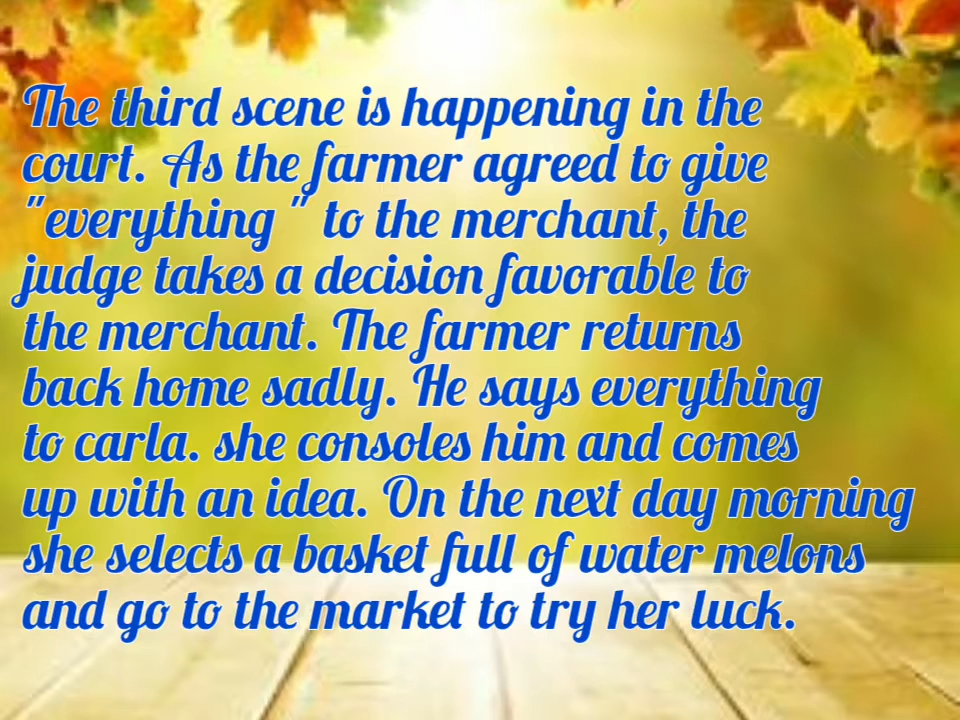 The third scene is happening in the
court. As the farmer agreed to give
"everything " to the merchant, the
judge takes a decision favorable to
the merchant. The farmer returns
back home sadly. He says everything
to carla. she consoles him and comes
up with an idea. On the next day morning
she selects a basket full of water melons
and go to the market to try her luck.